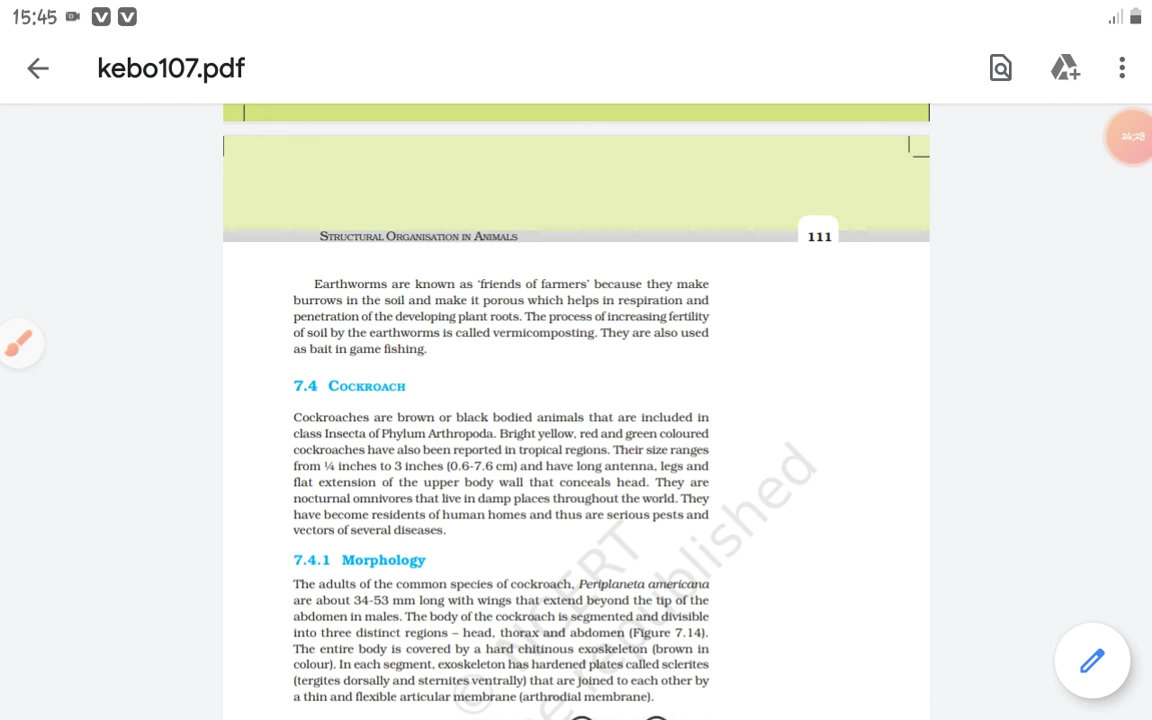 15:45
kebo107.pdf
24:28
STRUCTURAL ORGANISATION IN ANIMALS
111
Earthworms are known as ‘friends of farmers’ because they make
burrows in the soil and make it porous which helps in respiration and
penetration of the developing plant roots. The process of increasing fertility
of soil by the earthworms is called vermicomposting. They are also used
as bait in game fishing.
7.4 COCKROACH
Cockroaches are brown or black bodied animals that are included in
class Insecta of Phylum Arthropoda. Bright yellow, red and green coloured
cockroaches have also been reported in tropical regions. Their size ranges
from ¼ inches to 3 inches (0.6-7.6 cm) and have long antenna, legs and
flat extension of the upper body wall that conceals head. They are
nocturnal omnivores that live in damp places throughout the world. They
have become residents of human homes and thus are serious pests and
vectors of several diseases.
7.4.1 Morphology
The adults of the common species of cockroach, Periplaneta americana
are about 34-53 mm long with wings that extend beyond the tip of the
abdomen in males. The body of the cockroach is segmented and divisible
into three distinct regions – head, thorax and abdomen (Figure 7.14).
The entire body is covered by a hard chitinous exoskeleton (brown in
colour). In each segment, exoskeleton has hardened plates called sclerites
(tergites dorsally and sternites ventrally) that are joined to each other by
a thin and flexible articular membrane (arthrodial membrane).
© NCERT
republished